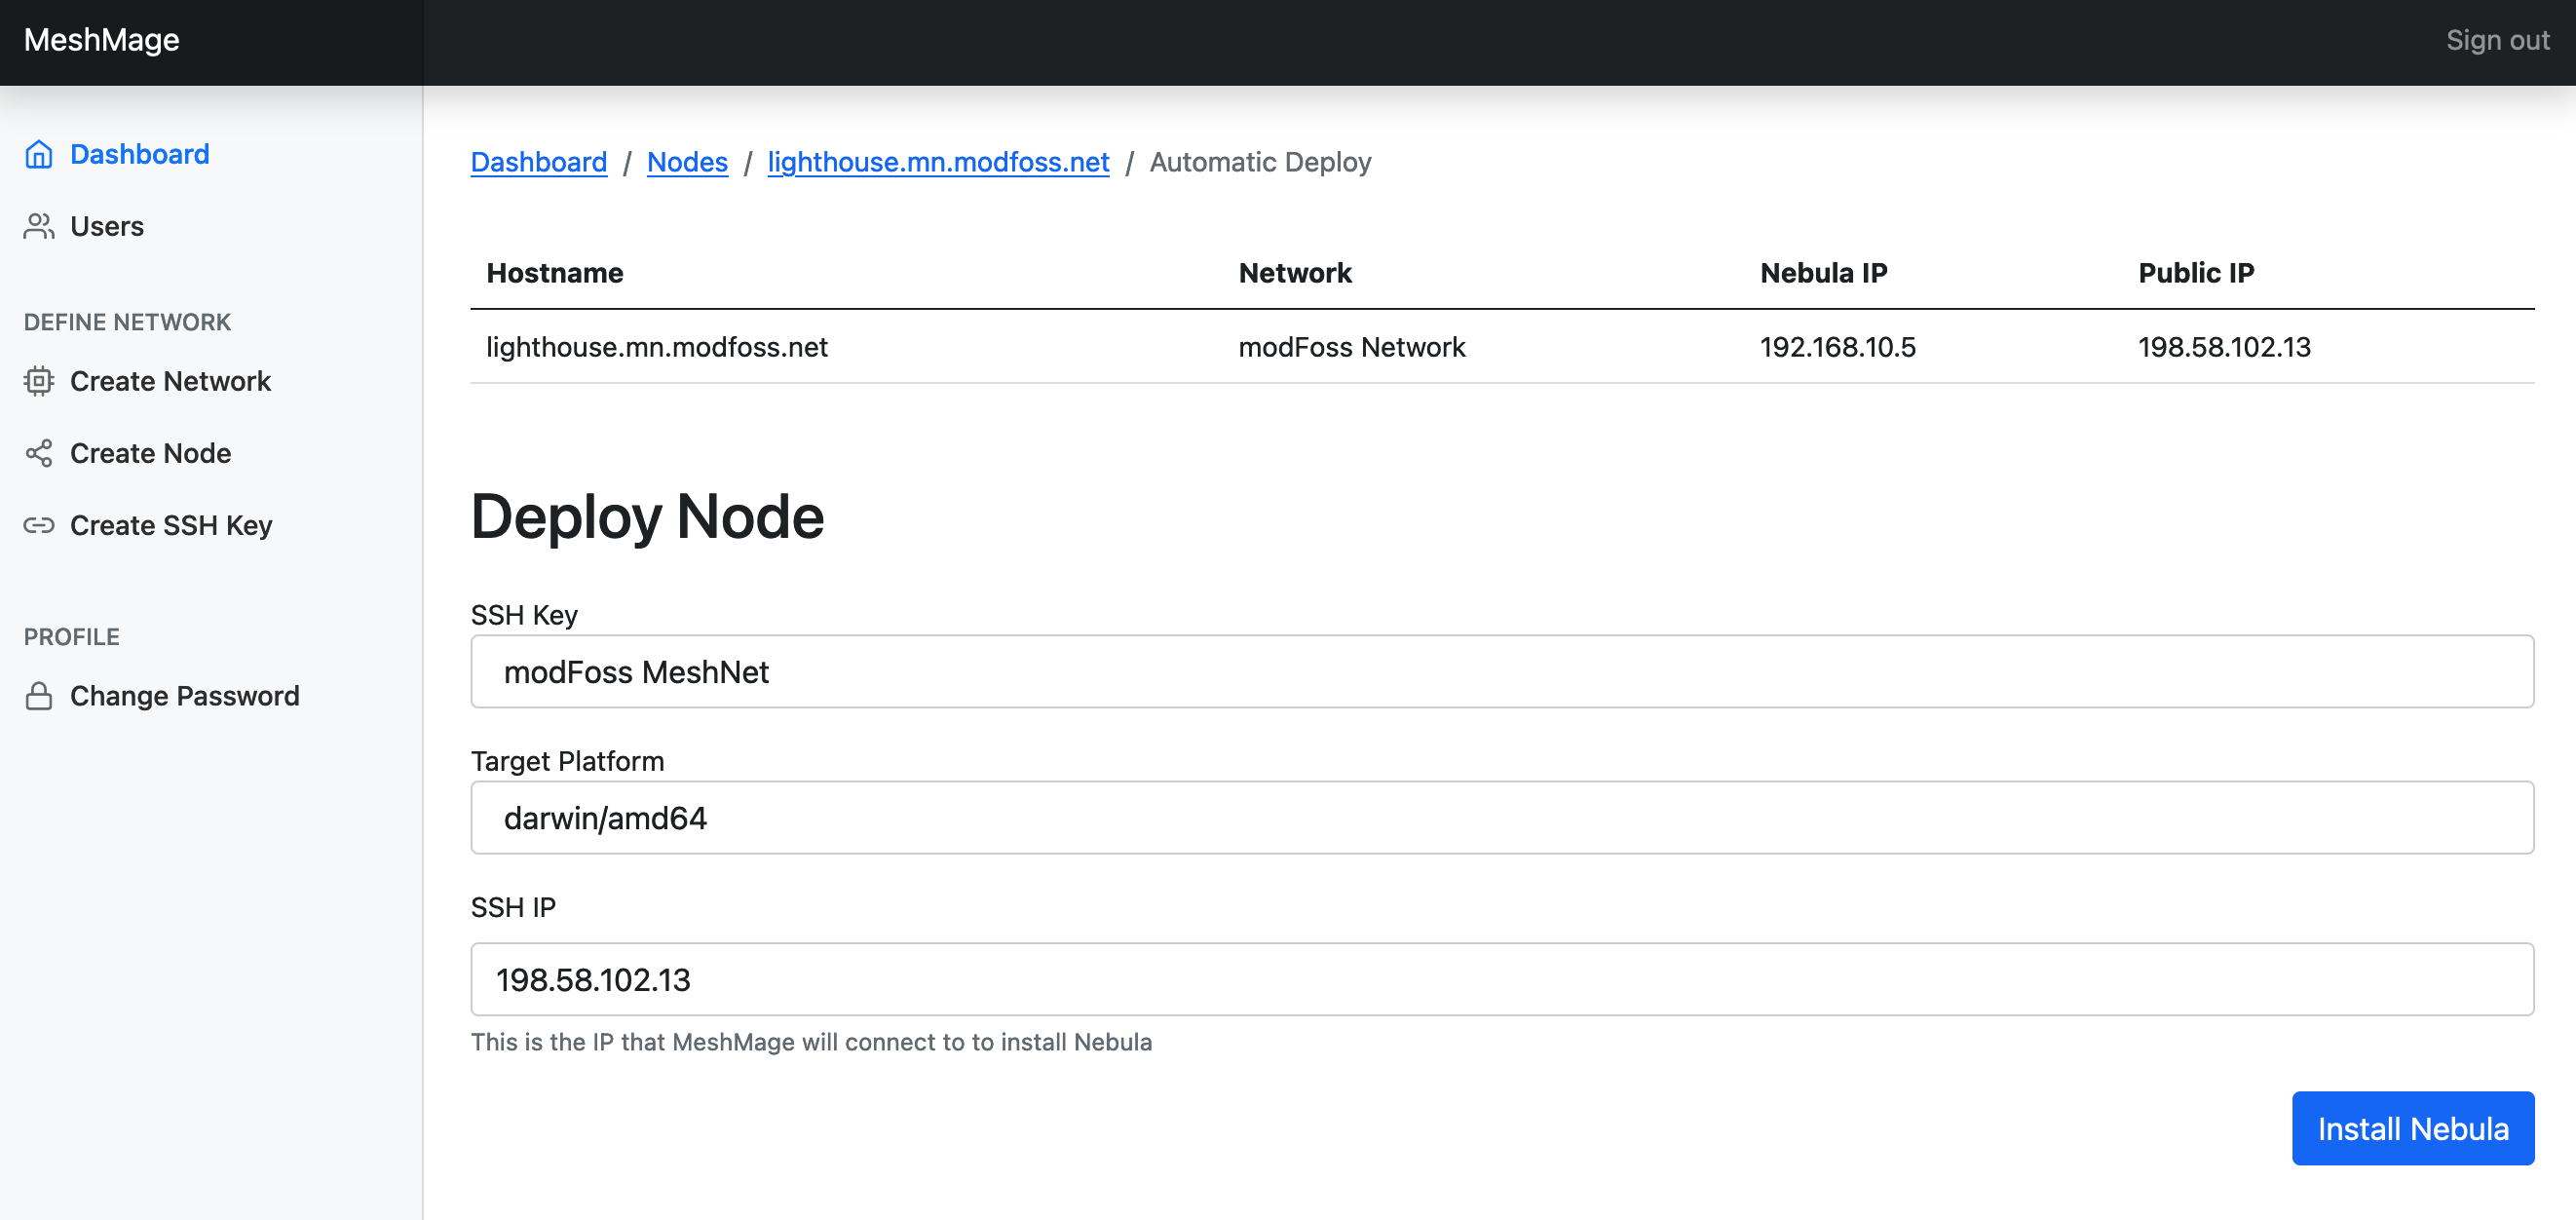 MeshMage
Sign out
Dashboard
Users
DEFINE NETWORK
Create Network
Create Node
Create SSH Key
PROFILE
Change Password
Dashboard / Nodes / lighthouse.mn.modfoss.net / Automatic Deploy
Hostname Network Nebula IP Public IP
lighthouse.mn.modfoss.net modFoss Network 192.168.10.5 198.58.102.13
Deploy Node
SSH Key
modFoss MeshNet
Target Platform
darwin/amd64
SSH IP
198.58.102.13
This is the IP that MeshMage will connect to to install Nebula
Install Nebula